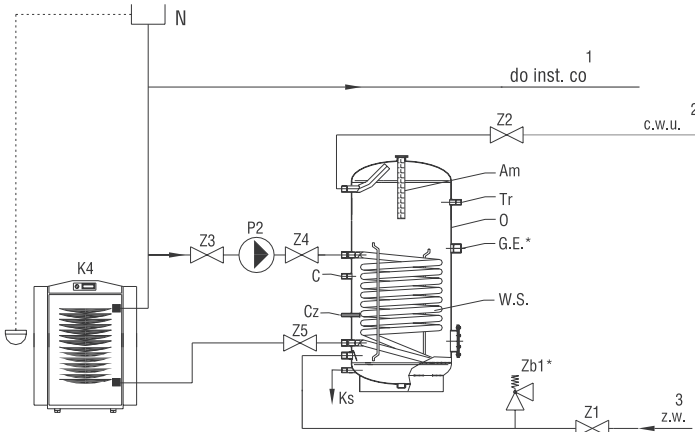 N
1
do inst. co
2
Z2
c.w.u.
Am
Tr
O
P2
Z3
Z4
G.E.*
K4
C
W.S.
Cz
Z5
Zb1*
Ks
3
Z1
z.w.